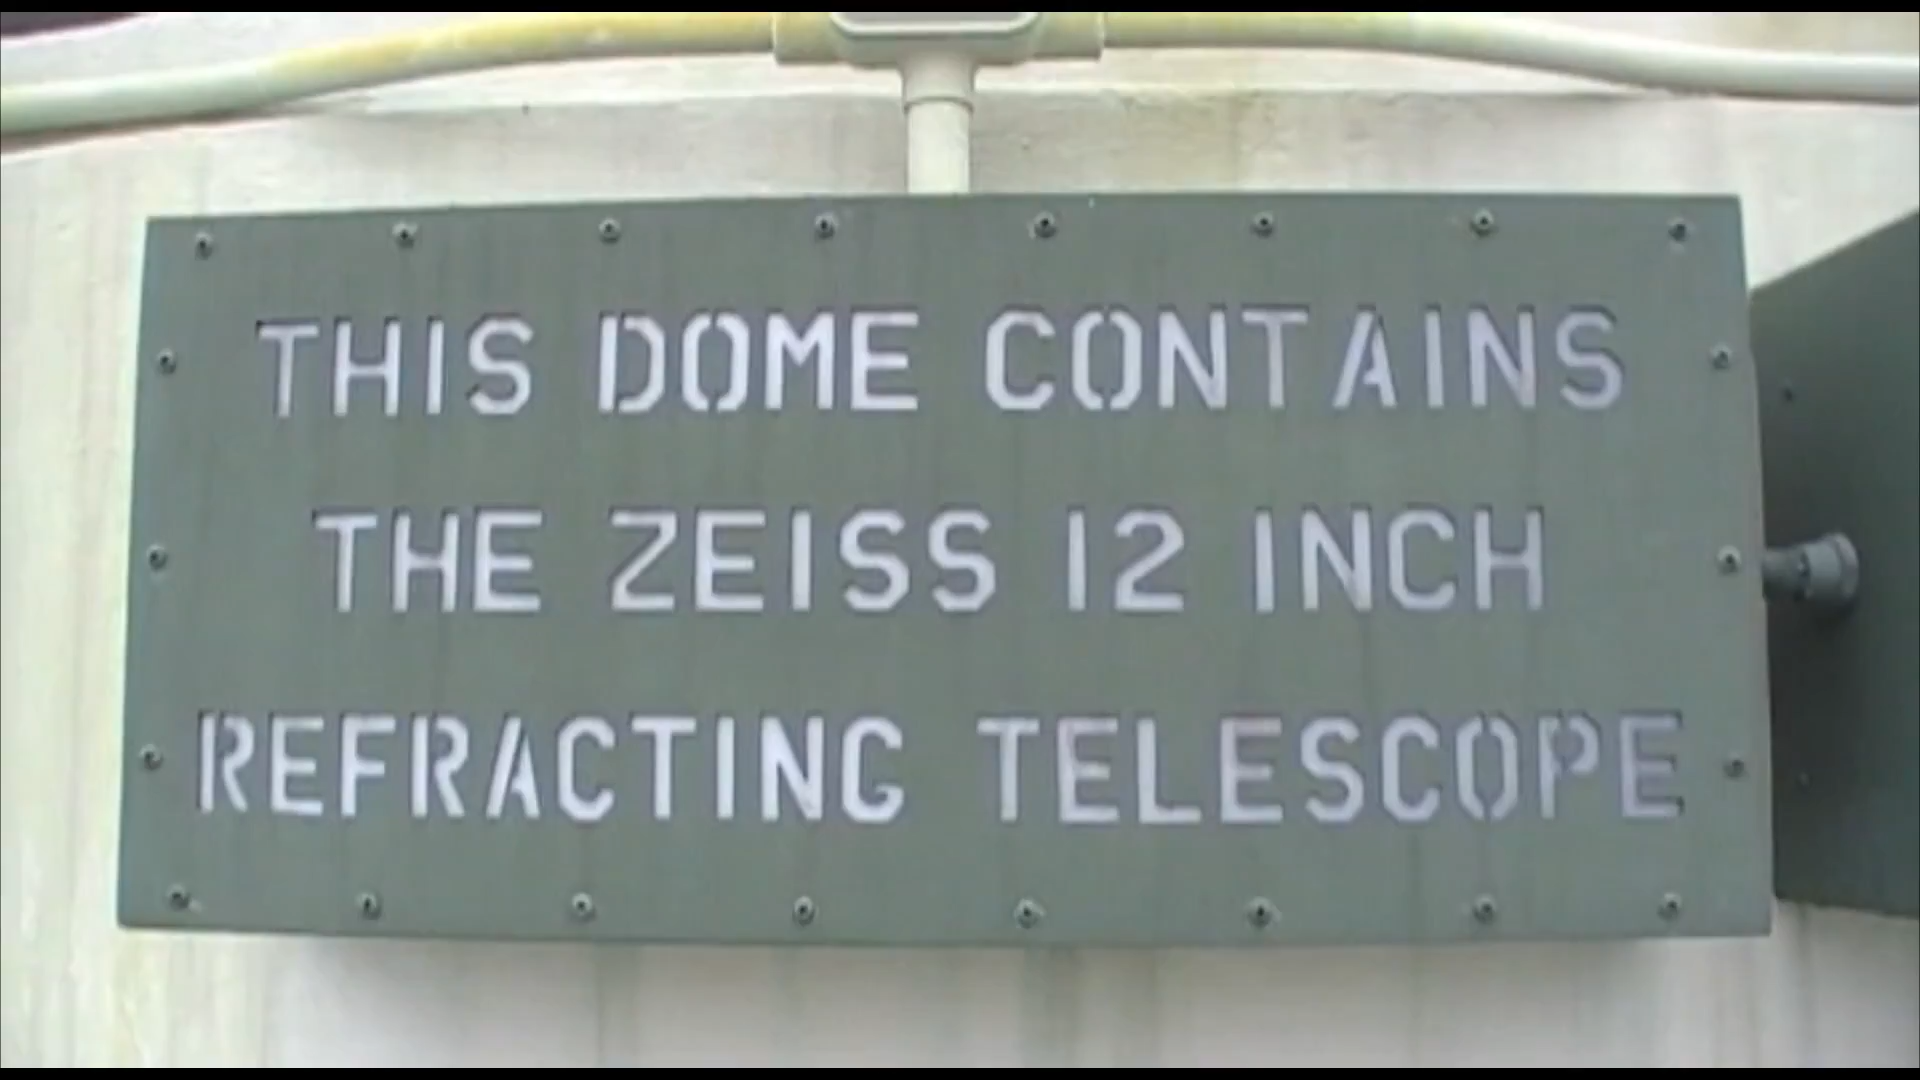 THIS DOME CONTAINS
THE ZEISS 12 INCH
REFRACTING TELESCOPE